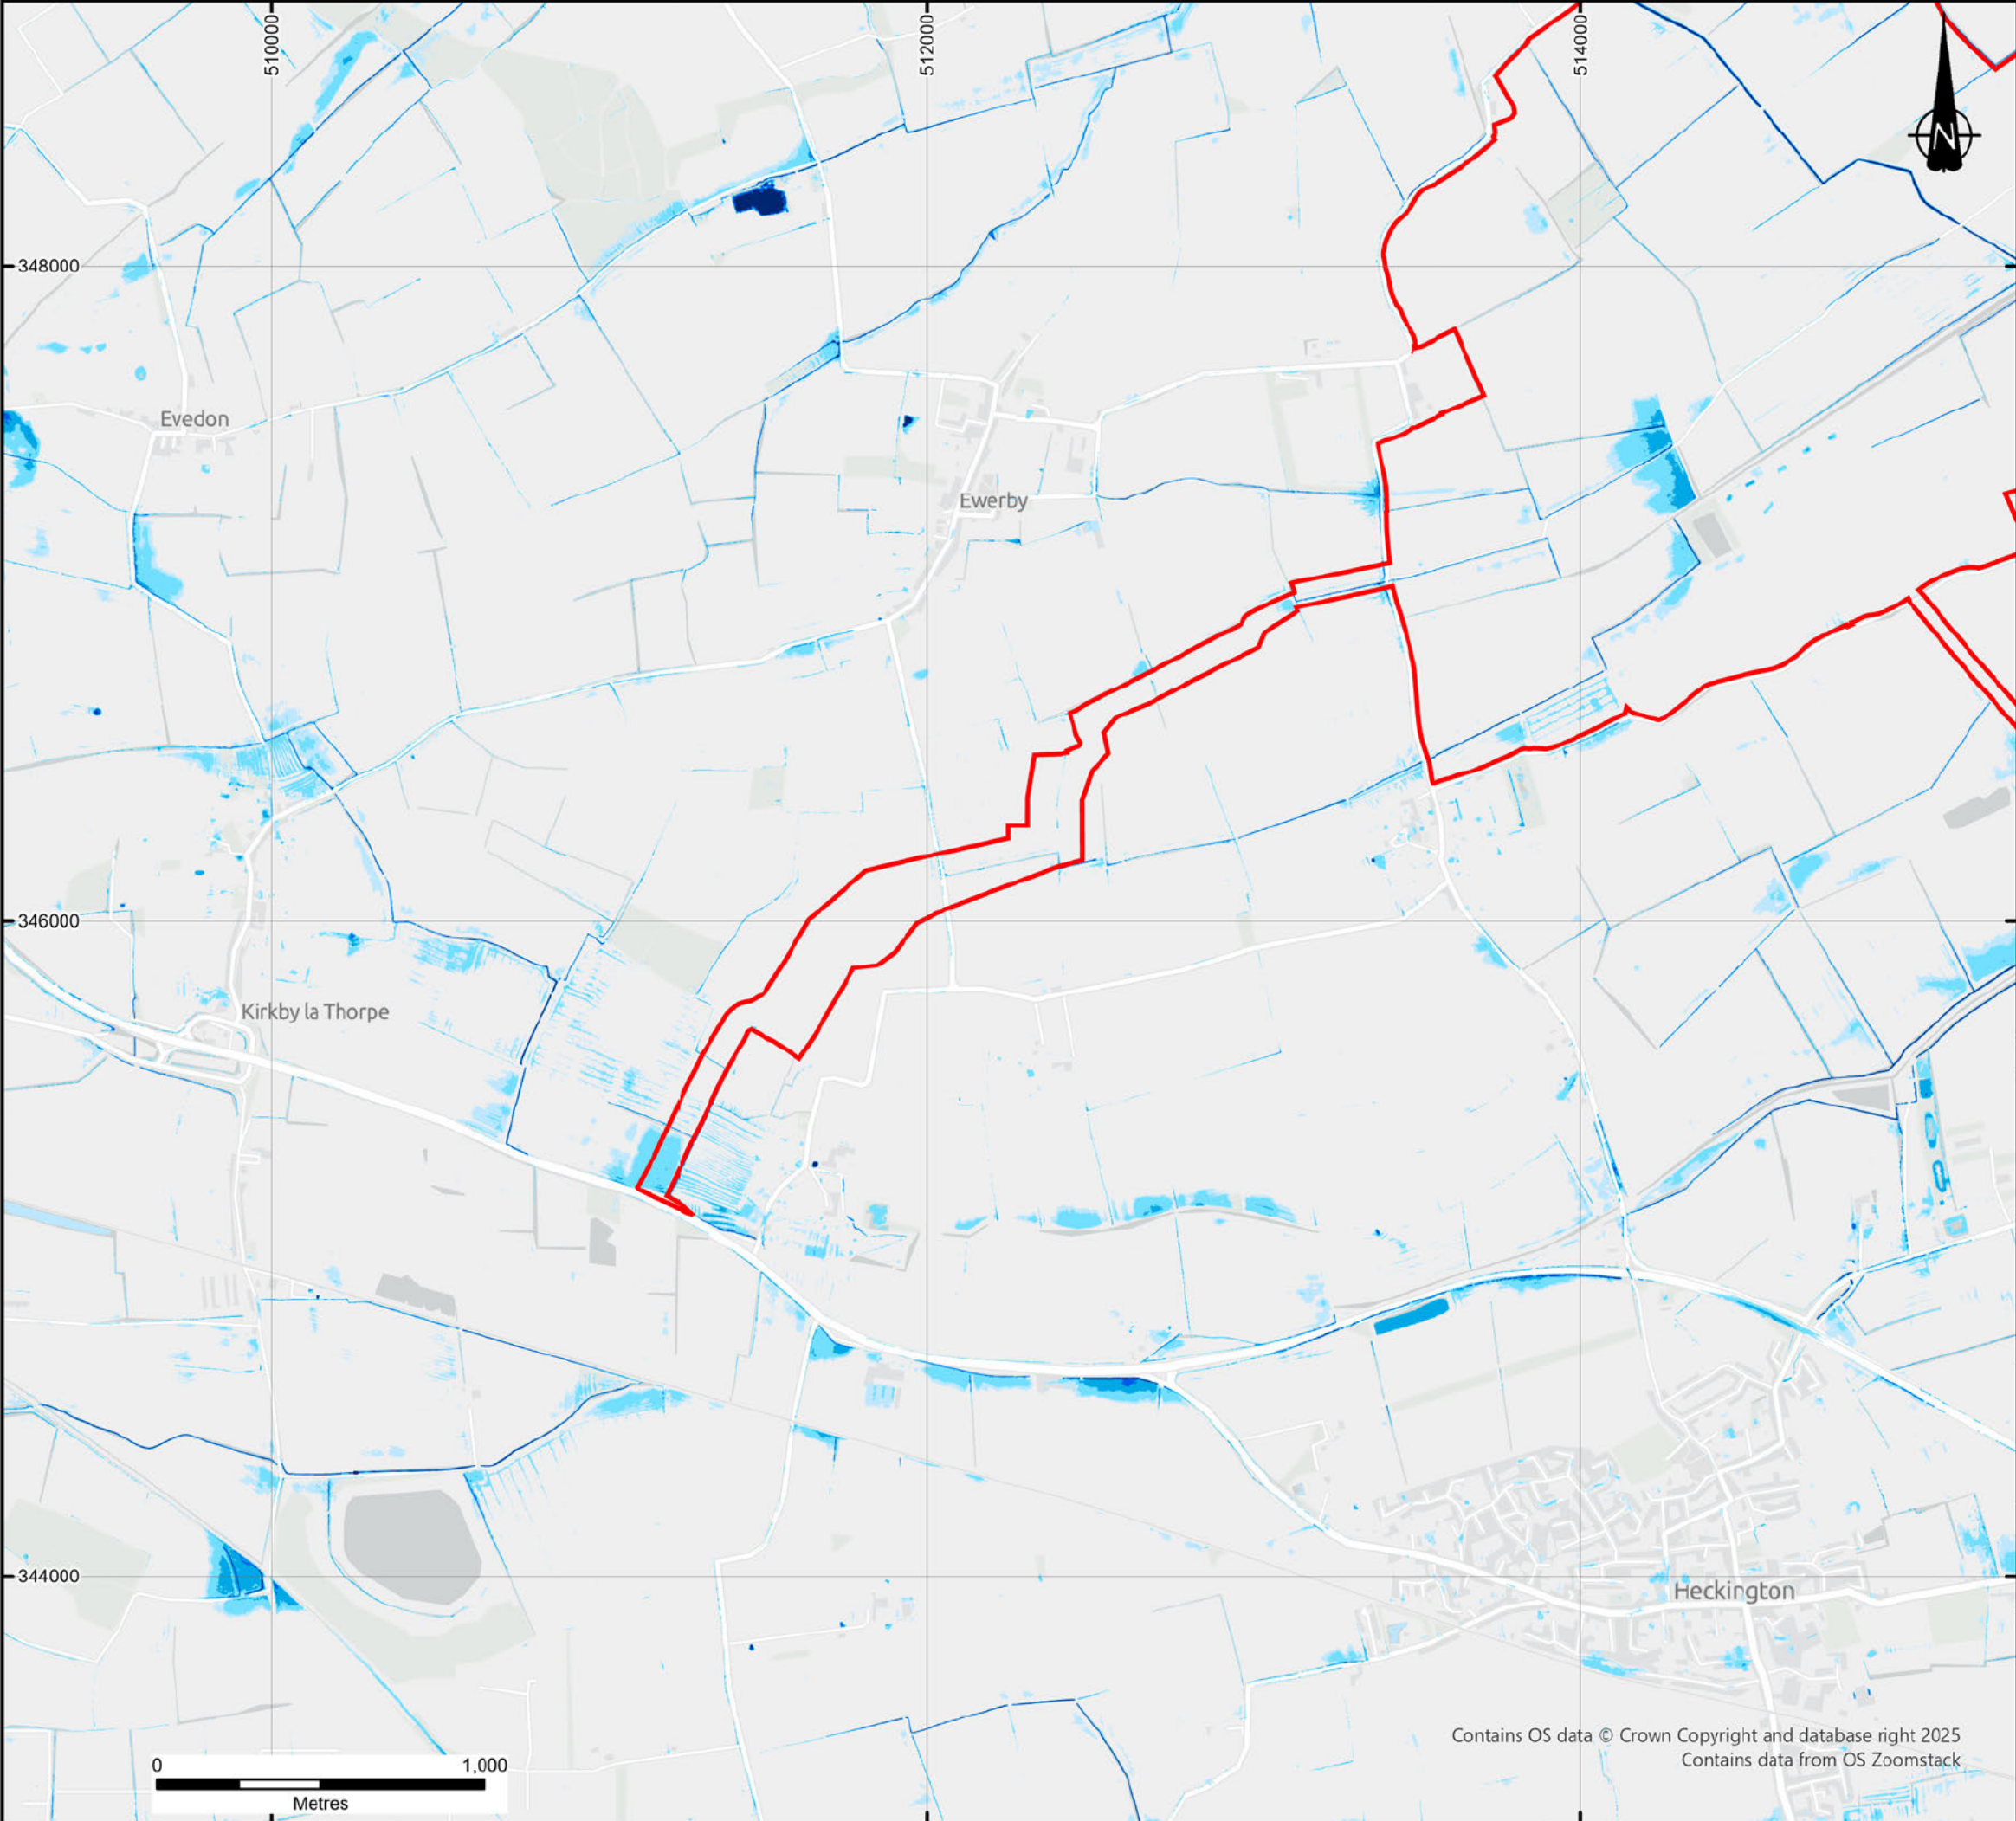 510000
512000
514000
N
348000
Evedon
Ewerby
346000
Kirkby la Thorpe
344000
Heckington
Contains OS data © Crown Copyright and database right 2025
Contains data from OS Zoomstack
0 1,000
Metres